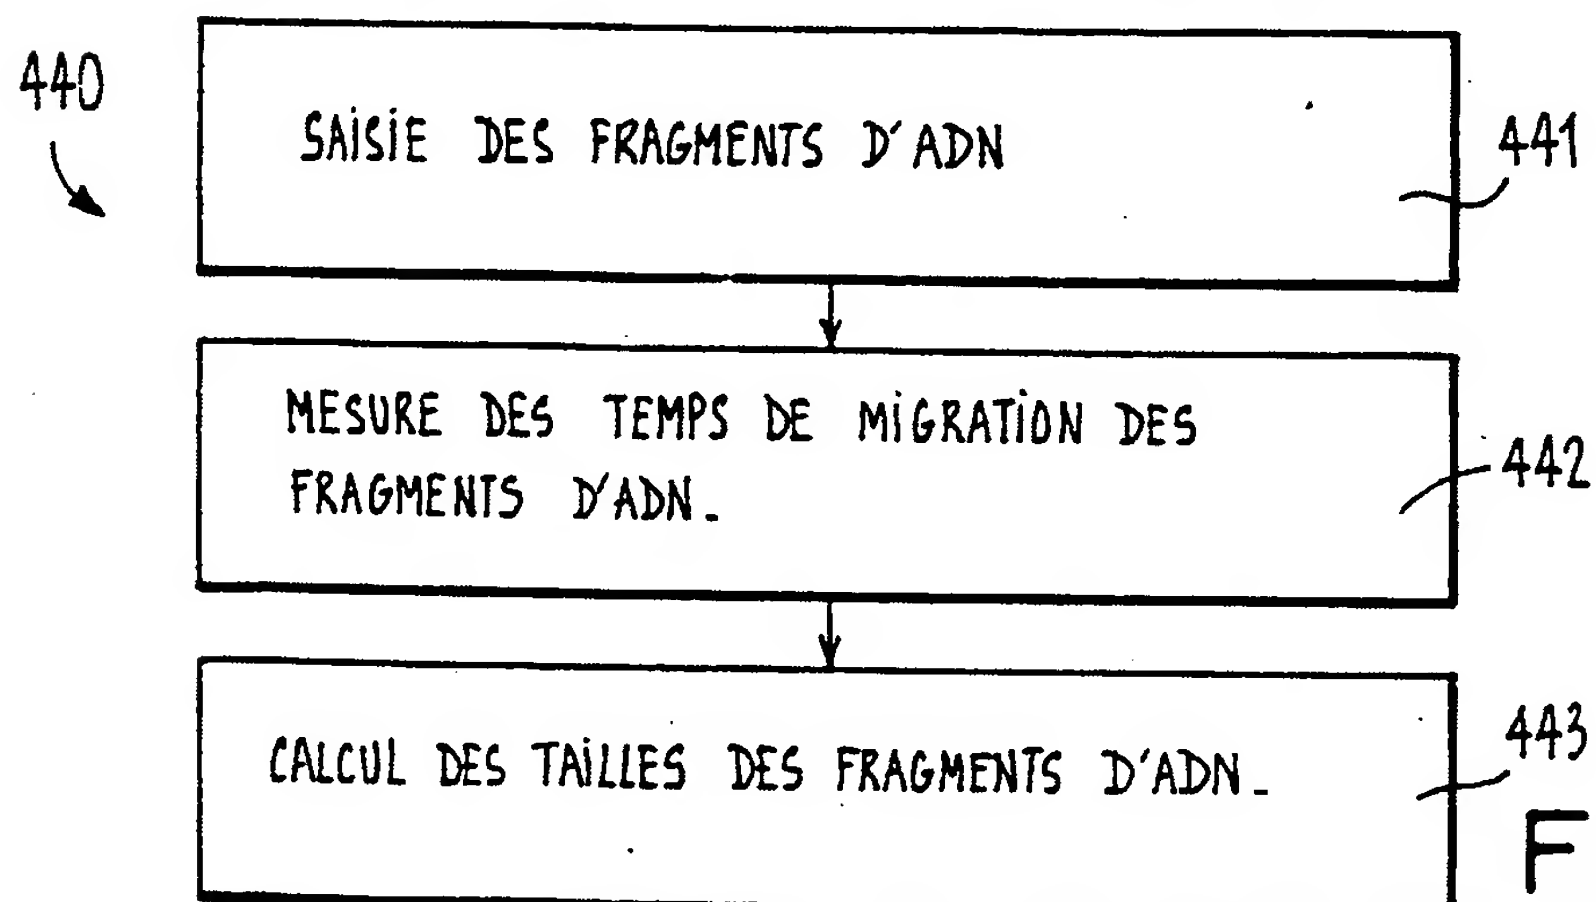 440
SAISIE DES FRAGMENTS D'ADN
441
MESURE DES TEMPS DE MIGRATION DES
FRAGMENTS D'ADN.
442
CALCUL DES TAILLES DES FRAGMENTS D'ADN.
443
F